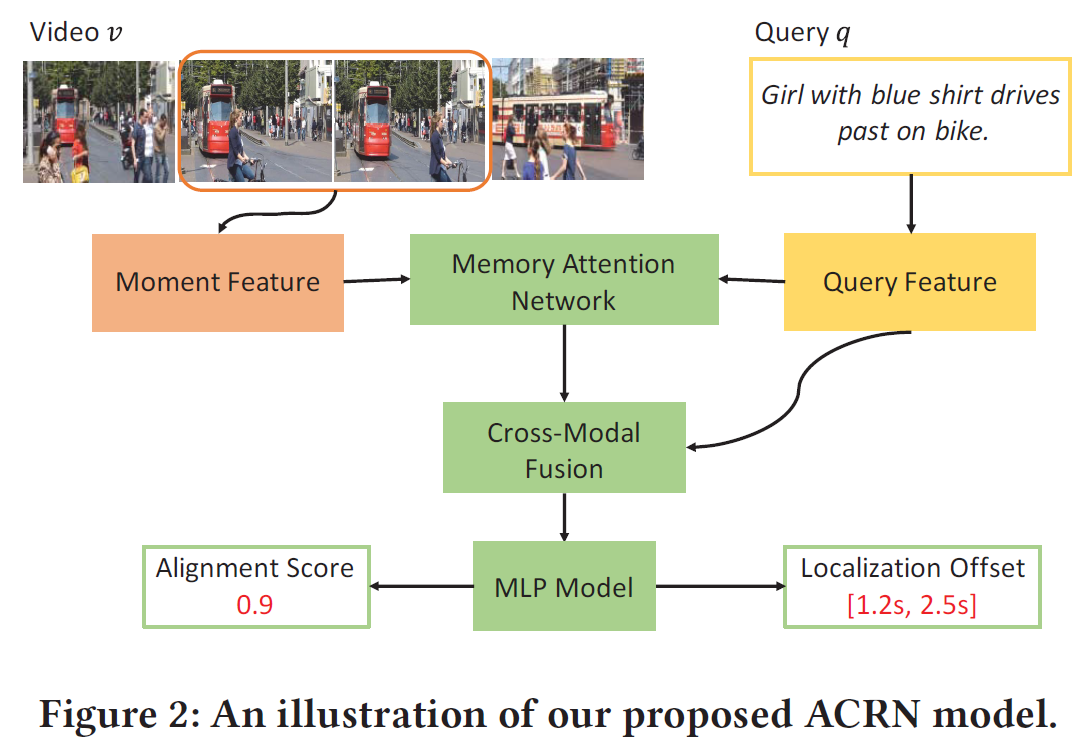 Video v
Query q
Girl with blue shirt drives
past on bike.
Moment Feature
Memory Attention
Network
Query Feature
Cross-Modal
Fusion
Alignment Score
0.9
MLP Model
Localization Offset
[1.2s, 2.5s]
Figure 2: An illustration of our proposed ACRN model.